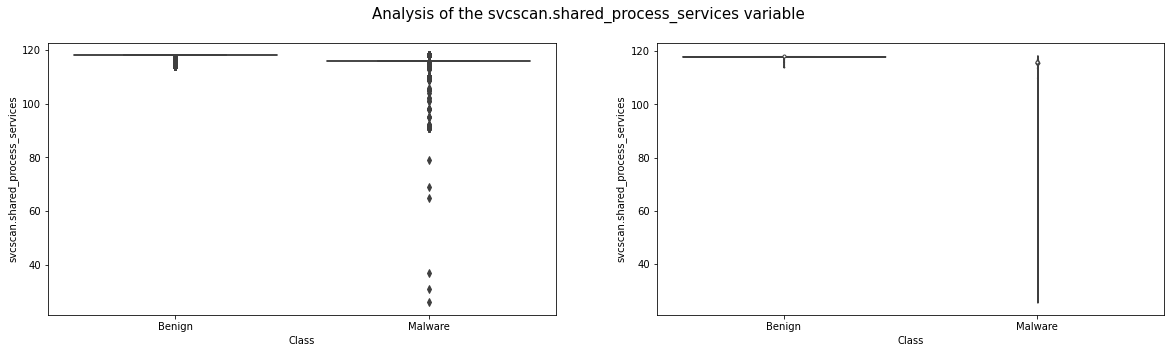 Analysis of the svcscan.shared_process_services variable
svcscan.shared_process_services
120
100
80
60
40
Benign
Malware
Class
svcscan.shared_process_services
120
100
80
60
40
Benign
Malware
Class